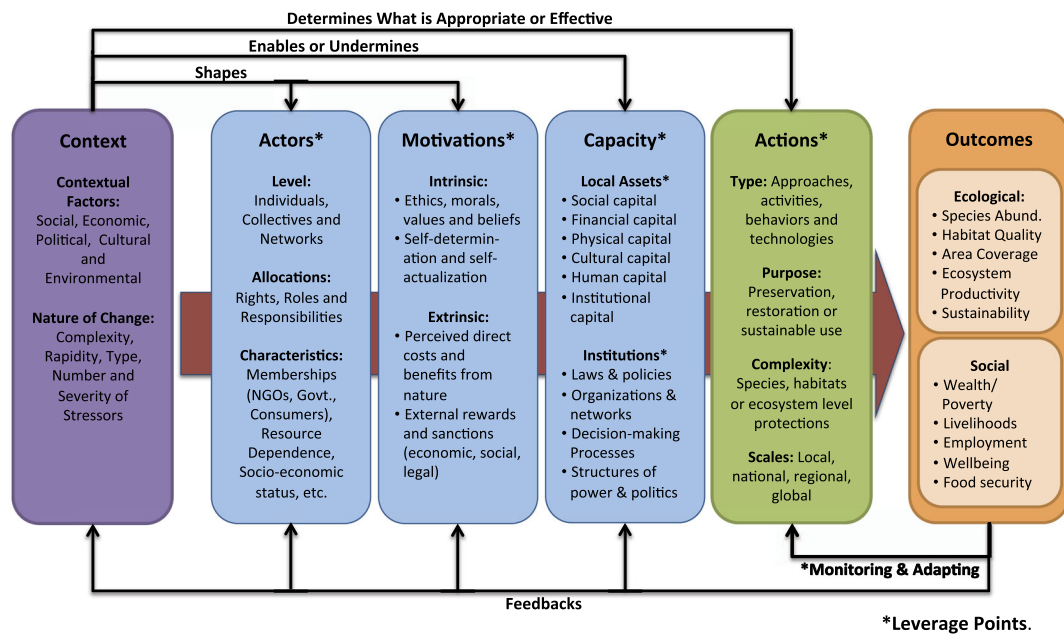 Determines What is Appropriate or Effective
Enables or Undermines
Shapes
Context
Contextual
Factors:
Social, Economic,
Political, Cultural
and
Environmental
Nature of Change:
Complexity,
Rapidity, Type,
Number and
Severity of
Stressors
Actors*
Level:
Individuals,
Collectives and
Networks
Allocations:
Rights, Roles and
Responsibilities
Characteristics:
Memberships
(NGOs, Govt.,
Consumers),
Resource
Dependence,
Socio-economic
status, etc.
Motivations*
Intrinsic:
• Ethics, morals,
values and beliefs
• Self-determin-
ation and self-
actualization
Extrinsic:
• Perceived direct
costs and
benefits from
nature
• External rewards
and sanctions
(economic, social,
legal)
Capacity*
Local Assets*
• Social capital
• Financial capital
• Physical capital
• Cultural capital
• Human capital
• Institutional
capital
Institutions*
• Laws & policies
• Organizations &
networks
• Decision-making
Processes
• Structures of
power & politics
Actions*
Type: Approaches,
activities,
behaviors and
technologies
Purpose:
Preservation,
restoration or
sustainable use
Complexity:
Species, habitats
or ecosystem level
protections
Scales: Local,
national, regional,
global
Outcomes
Ecological:
• Species Abund.
• Habitat Quality
• Area Coverage
• Ecosystem
Productivity
• Sustainability
Social
• Wealth/
Poverty
• Livelihoods
• Employment
• Wellbeing
• Food security
*Monitoring & Adapting
Feedbacks
*Leverage Points.